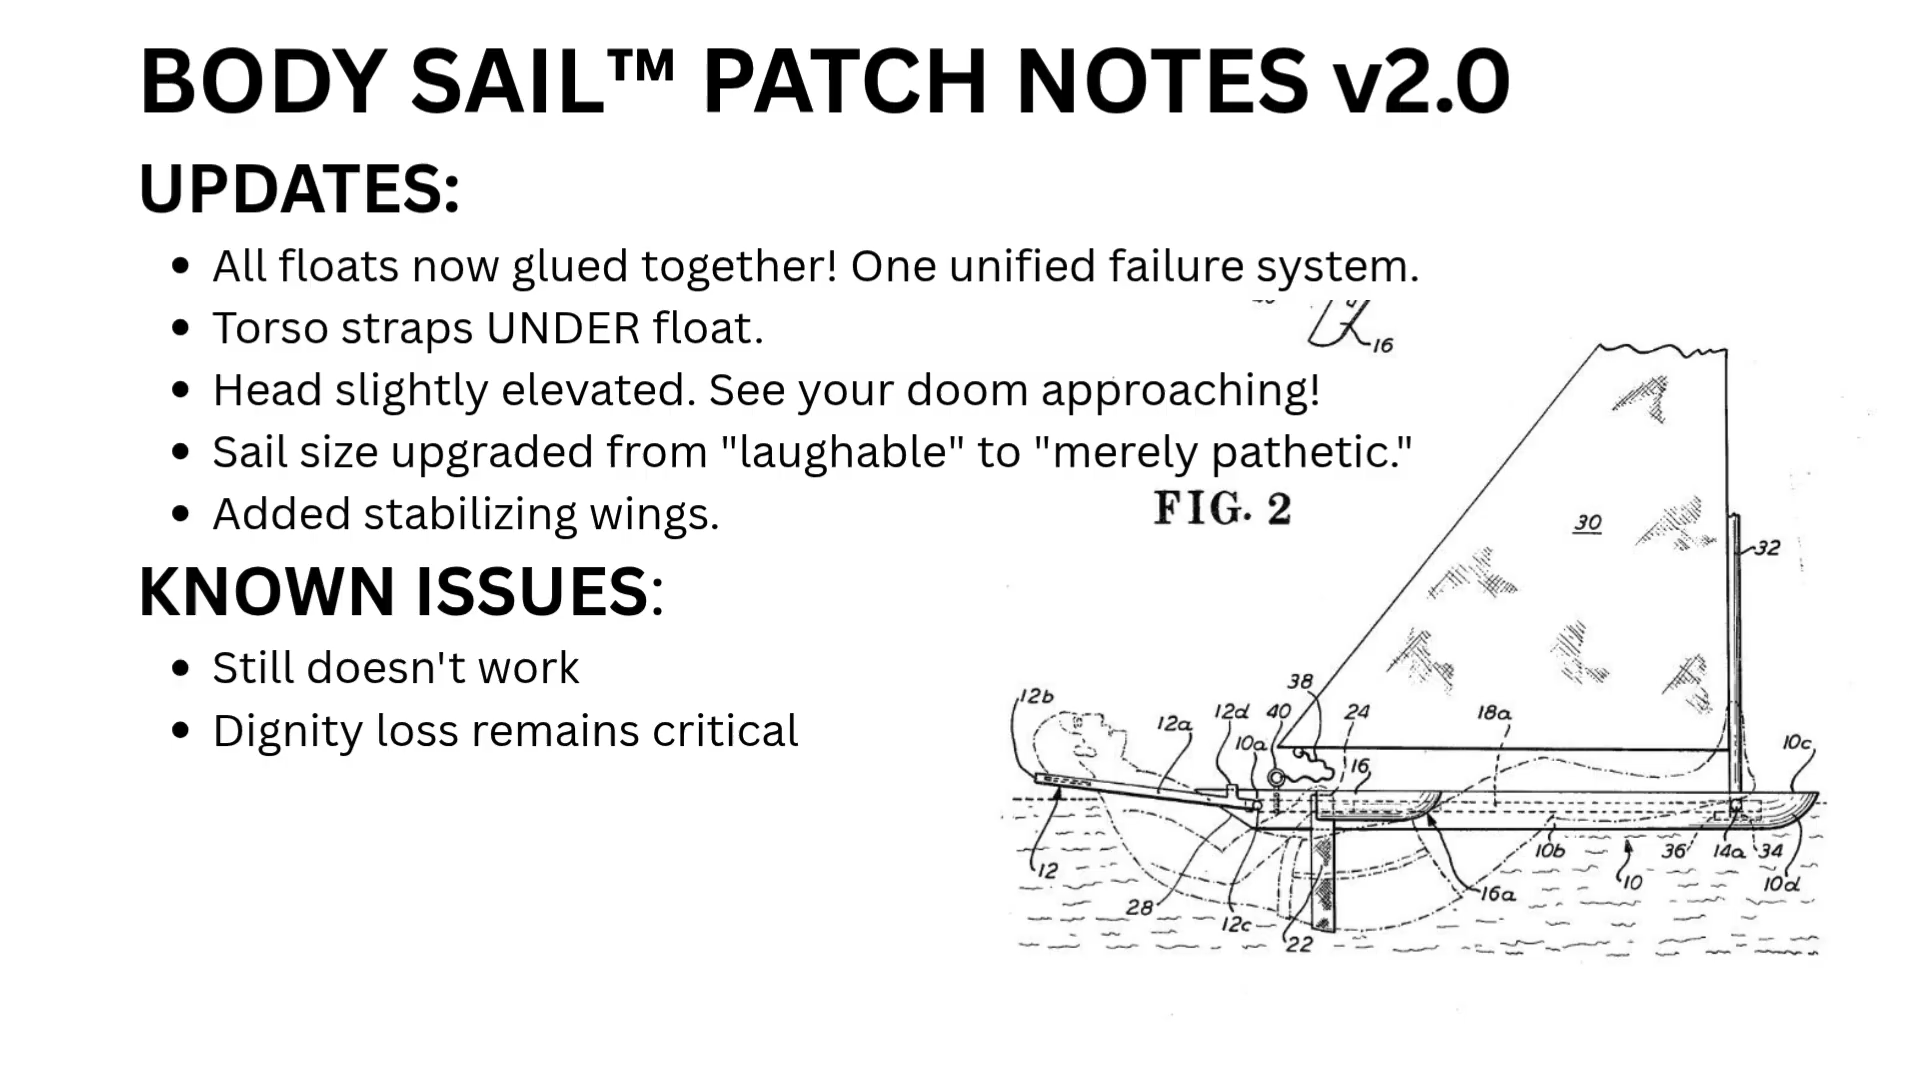 BODY SAIL™ PATCH NOTES v2.0
UPDATES:
• All floats now glued together! One unified failure system.
• Torso straps UNDER float.
• Head slightly elevated. See your doom approaching!
• Sail size upgraded from "laughable" to "merely pathetic."
• Added stabilizing wings.
KNOWN ISSUES:
• Still doesn't work
• Dignity loss remains critical
16
FIG. 2
30
32
38
12b
12a
12d
40
24
18a
10a
16
10c
12
28
12c
22
16a
10b
10
36
14a
34
10d